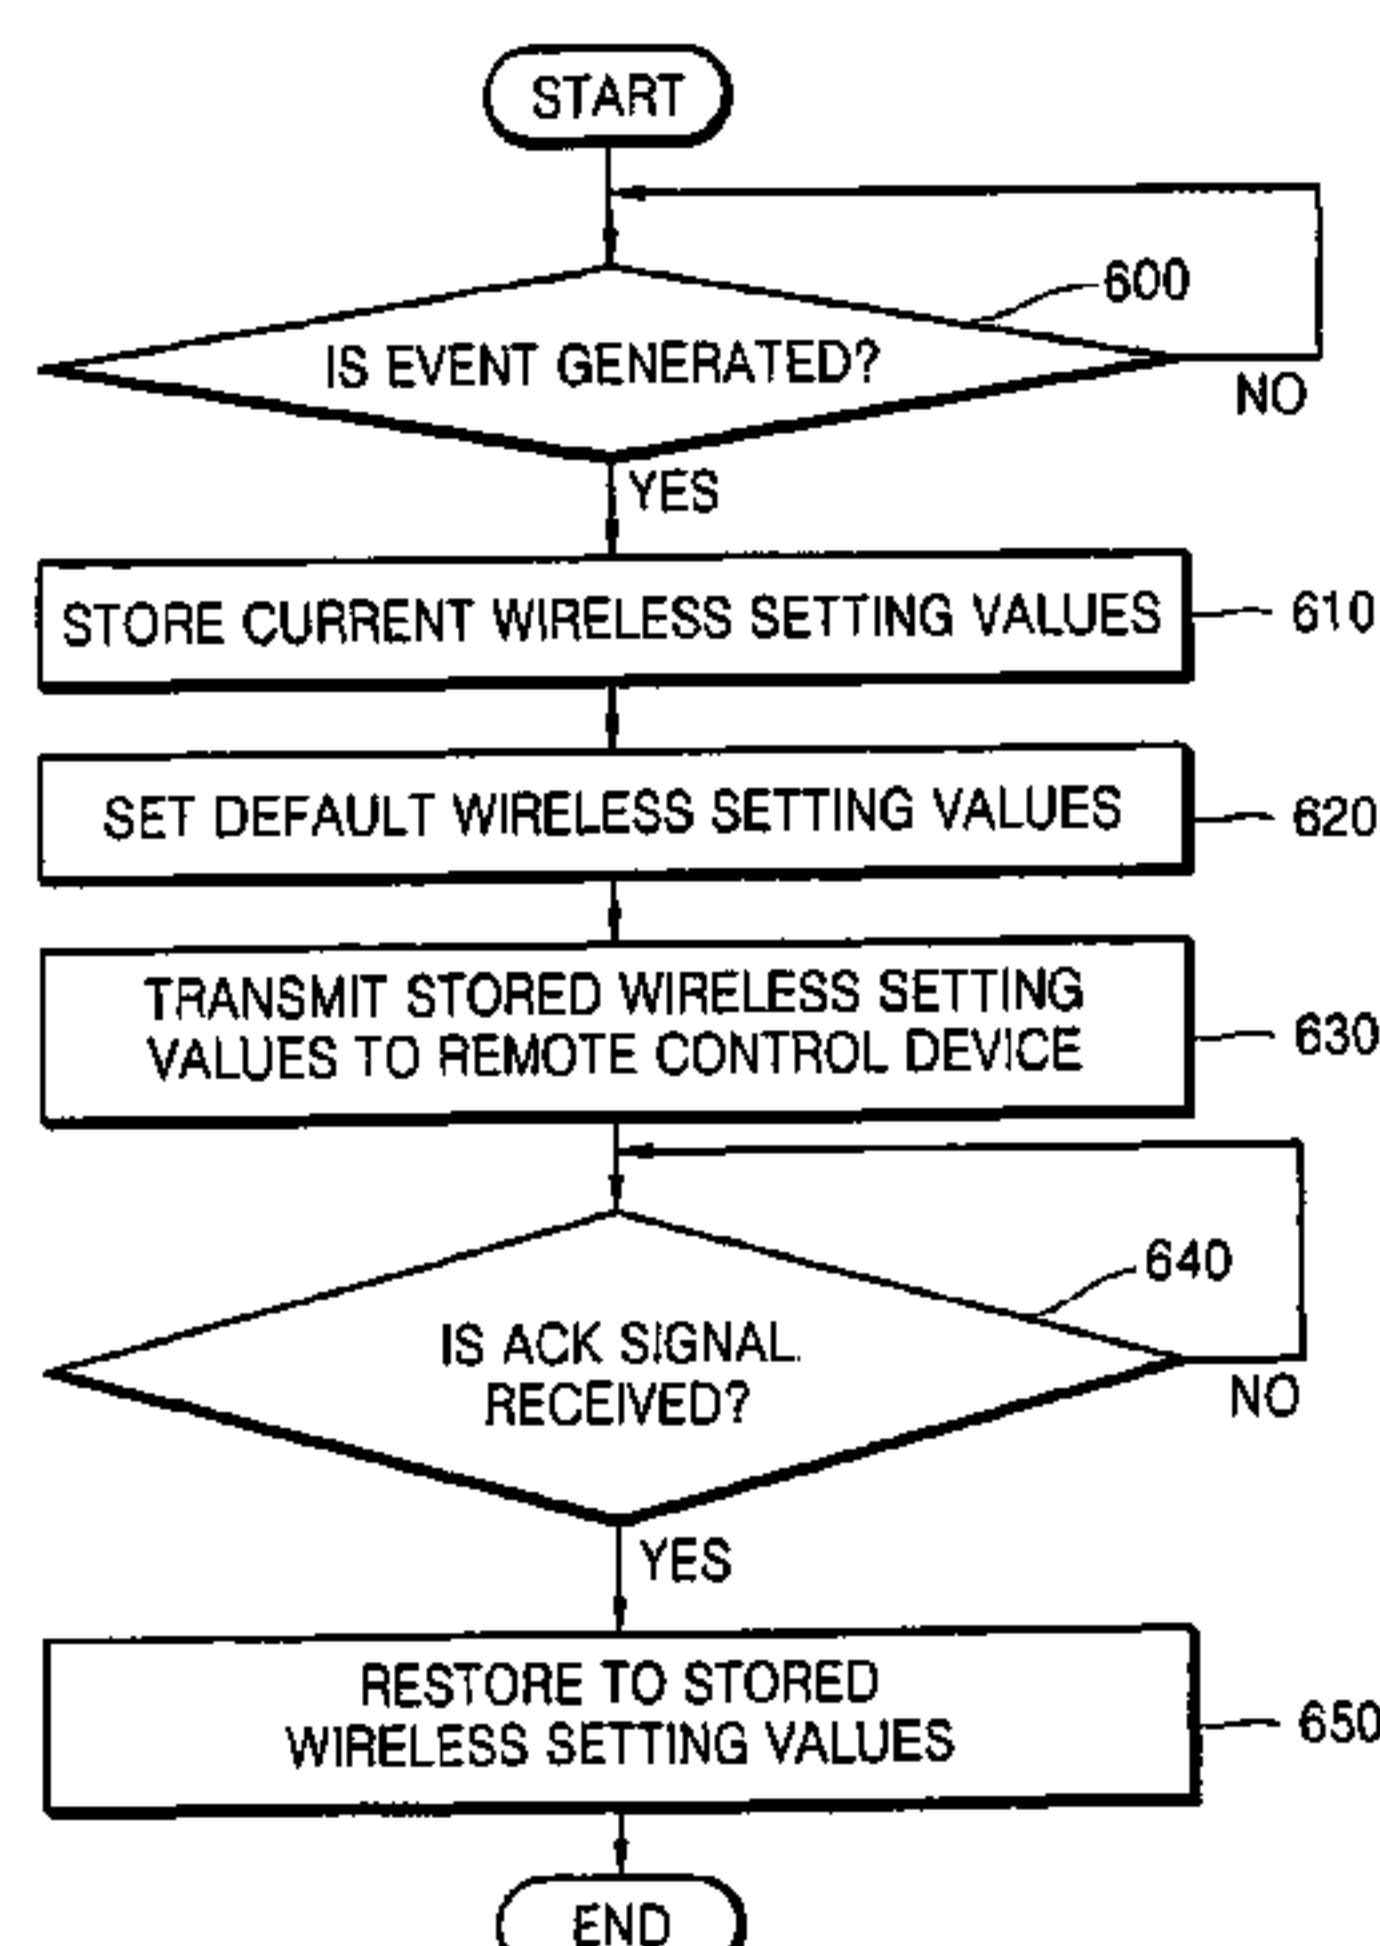 START
600
IS EVENT GENERATED?
NO
YES
STORE CURRENT WIRELESS SETTING VALUES
610
SET DEFAULT WIRELESS SETTING VALUES
620
TRANSMIT STORED WIRELESS SETTING
VALUES TO REMOTE CONTROL DEVICE
630
640
IS ACK SIGNAL
RECEIVED?
NO
YES
RESTORE TO STORED
WIRELESS SETTING VALUES
650
END